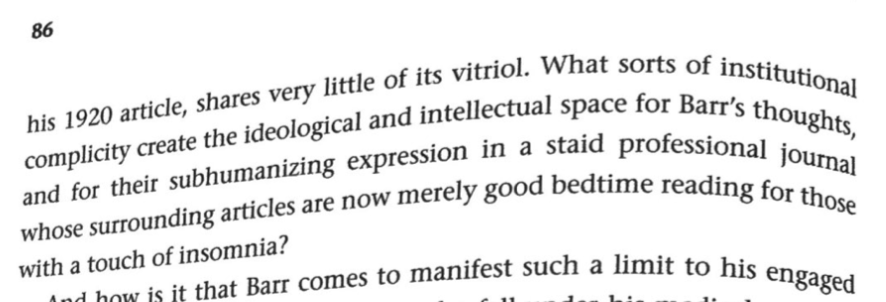 86
his 1920 article, shares very little of its vitriol. What sorts of institutional
complicity create the ideological and intellectual space for Barr’s thoughts,
and for their subhumanizing expression in a staid professional journal
whose surrounding articles are now merely good bedtime reading for those
with a touch of insomnia?
And how is it that Barr comes to manifest such a limit to his engaged